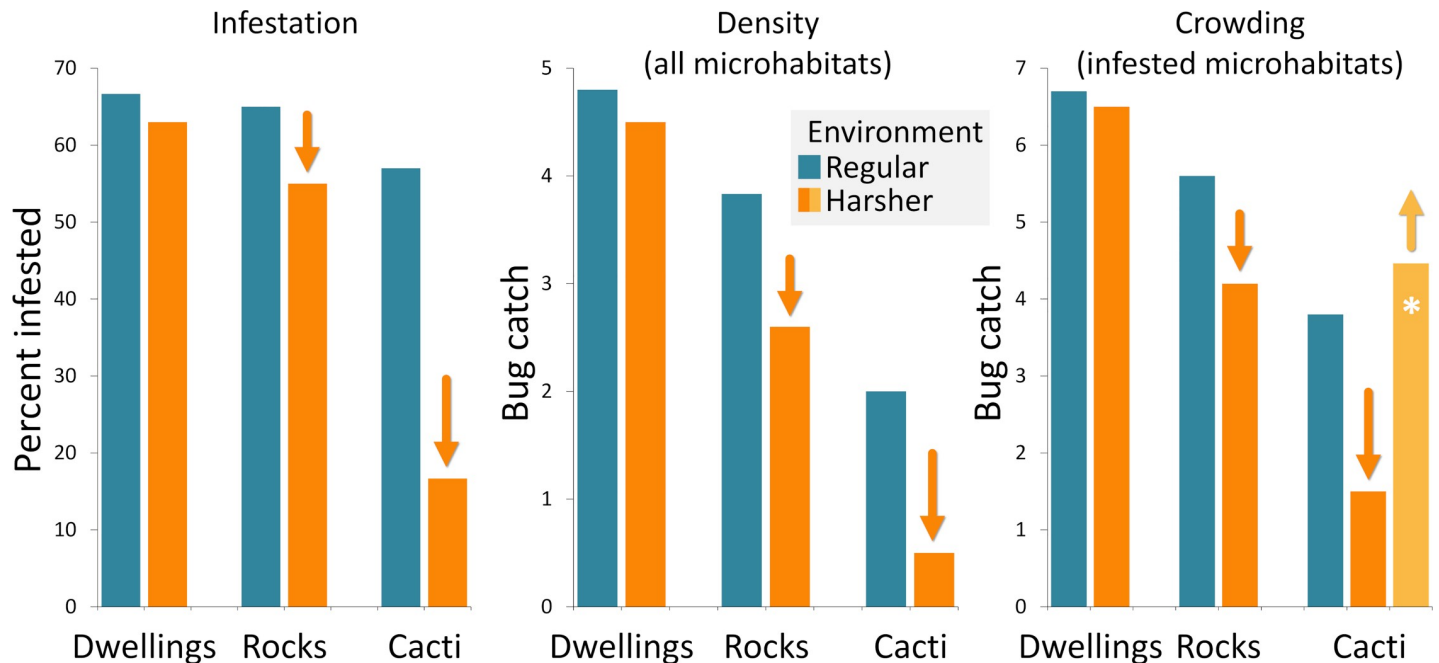 Infestation
Percent infested
70
60
50
40
30
20
10
0
Dwellings Rocks Cacti
Density
(all microhabitats)
Bug catch
5
4
3
2
1
0
Environment
Regular
Harsher
Dwellings Rocks Cacti
Crowding
(infested microhabitats)
Bug catch
7
6
5
4
3
2
1
0
*
Dwellings Rocks Cacti